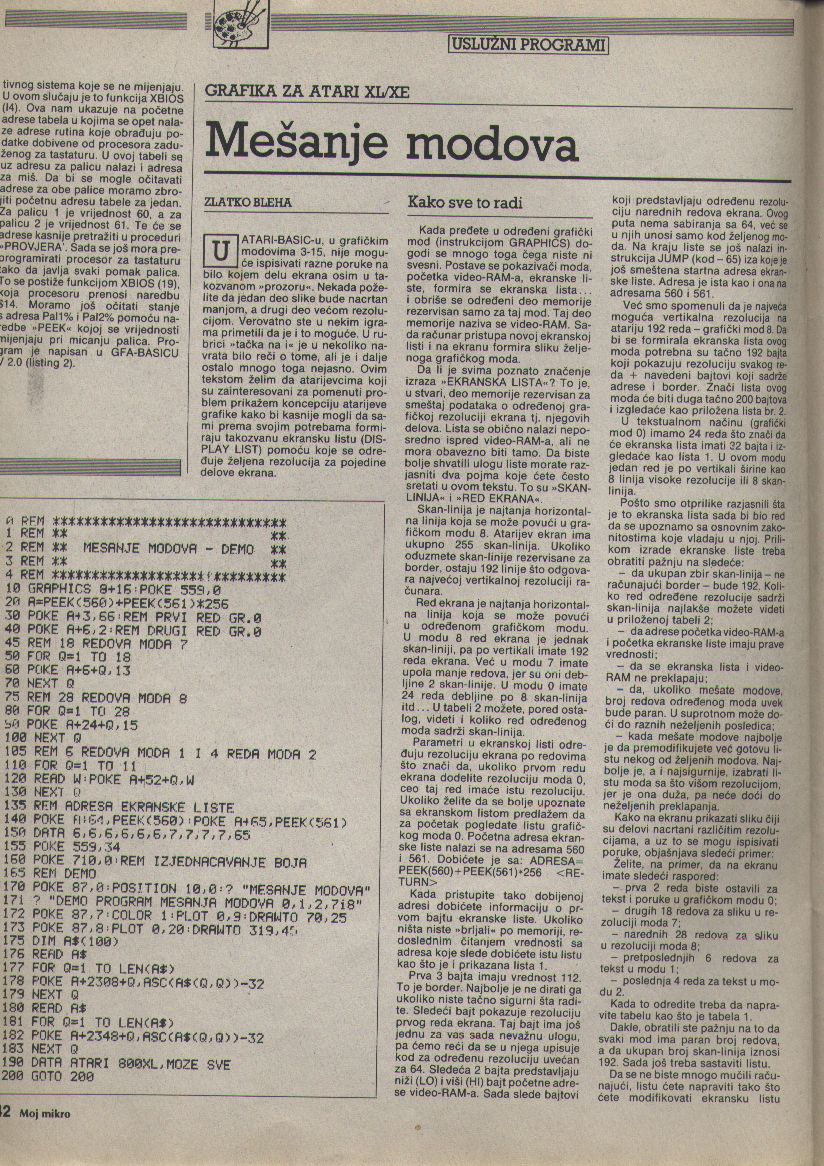 USLUŽNI PROGRAMI
tivnog sistema koje se ne mijenjaju.
U ovom slučaju je to funkcija XBIOS
(14). Ova nam ukazuje na početne
adrese tabela u kojima se opet nala-
ze adrese rutina koje obrađuju po-
datke dobivene od procesora zadu-
ženog za tastaturu. U ovoj tabeli se
uz adresu za palicu nalazi i adresa
za miš. Da bi se mogle očitavati
adrese za obe palice moramo zbro-
jiti početnu adresu tabele za jedan.
Za palicu 1 je vrijednost 60, a za
palicu 2 je vrijednost 61. Te će se
adrese kasnije pretražiti u proceduri
»PROVJERA'. Sada se još mora pre-
programirati procesor za tastaturu
tako da javlja svaki pomak palica.
To se postiže funkcijom XBIOS (19),
koja procesoru prenosi naredbu
$14. Moramo još očitati stanje
s adresa Pal1% i Pal2% pomoću na-
redbe »PEEK« kojoj se vrijednosti
mijenjaju pri micanju palica. Pro-
gram je napisan u GFA-BASICU
V 2.0 (listing 2).
GRAFIKA ZA ATARI XL/XE
Mešanje modova
ZLATKO BLEHA
U ATARI-BASIC-u, u grafičkim
modovima 3-15, nije mogu-
će ispisivati razne poruke na
bilo kojem delu ekrana osim u ta-
kozvanom »prozoru«. Nekada pože-
lite da jedan deo slike bude nacrtan
manjom, a drugi deo većom rezolu-
cijom. Verovatno ste u nekim igra-
ma primetili da je i to moguće. U ru-
brici »tačka na i« je u nekoliko na-
vrata bilo reči o tome, ali je i dalje
ostalo mnogo toga nejasno. Ovim
tekstom želim da atarijevcima koji
su zainteresovani za pomenuti pro-
blem prikažem koncepciju atarijeve
grafike kako bi kasnije mogli da sa-
mi prema svojim potrebama formi-
raju takozvanu ekransku listu (DIS-
PLAY LIST) pomoću koje se odre-
đuje željena rezolucija za pojedine
delove ekrana.
0 REM *****************************
1 REM ** **
2 REM ** MESANJE MODOVA - DEMO **
3 REM ** **
4 REM *****************************
10 GRAPHICS 8+16:POKE 559,0
20 A=PEEK(560)+PEEK(561)*256
30 POKE A+3,66:REM PRVI RED GR.0
40 POKE A+6,2:REM DRUGI RED GR.0
45 REM 18 REDOVA MODA 7
50 FOR Q=1 TO 18
60 POKE A+6+Q,13
70 NEXT Q
75 REM 28 REDOVA MODA 8
80 FOR Q=1 TO 28
90 POKE A+24+Q,15
100 NEXT Q
105 REM 6 REDOVA MODA 1 I 4 REDA MODA 2
110 FOR Q=1 TO 11
120 READ W:POKE A+52+Q,W
130 NEXT Q
135 REM ADRESA EKRANSKE LISTE
140 POKE A+64,PEEK(560):POKE A+65,PEEK(561)
150 DATA 6,6,6,6,6,6,7,7,7,7,65
155 POKE 559,34
160 POKE 710,0:REM IZJEDNACAVANJE BOJA
165 REM DEMO
170 POKE 87,0:POSITION 10,0:? "MESANJE MODOVA"
171 ? "DEMO PROGRAM MESANJA MODOVA 0,1,2,7i8"
172 POKE 87,7:COLOR 1:PLOT 0,9:DRAWTO 70,25
173 POKE 87,8:PLOT 0,20:DRAWTO 319,45
175 DIM A$(100)
176 READ A$
177 FOR Q=1 TO LEN(A$)
178 POKE A+2308+Q,ASC(A$(Q,Q))-32
179 NEXT Q
180 READ A$
181 FOR Q=1 TO LEN(A$)
182 POKE A+2348+Q,ASC(A$(Q,Q))-32
183 NEXT Q
190 DATA ATARI 800XL,MOZE SVE
200 GOTO 200
Kako sve to radi
Kada pređete u određeni grafički
mod (instrukcijom GRAPHICS) do-
godi se mnogo toga čega niste ni
svesni. Postave se pokazivači moda,
početka video-RAM-a, ekranske li-
ste, formira se ekranska lista...
i obriše se određeni deo memorije
rezervisan samo za taj mod. Taj deo
memorije naziva se video-RAM. Sa-
da računar pristupa novoj ekranskoj
listi i na ekranu formira sliku želje-
noga grafičkog moda.
Da li je svima poznato značenje
izraza »EKRANSKA LISTA«? To je,
u stvari, deo memorije rezervisan za
smeštaj podataka o određenoj gra-
fičkoj rezoluciji ekrana tj. njegovih
delova. Lista se obično nalazi nepo-
sredno ispred video-RAM-a, ali ne
mora obavezno biti tamo. Da biste
bolje shvatili ulogu liste morate raz-
jasniti dva pojma koje ćete često
sretati u ovom tekstu. To su »SKAN-
LINIJA« i »RED EKRANA«.
Skan-linija je najtanja horizontal-
na linija koja se može povući u gra-
fičkom modu 8. Atarijev ekran ima
ukupno 255 skan-linija. Ukoliko
oduzmete skan-linije rezervisane za
border, ostaju 192 linije što odgova-
ra najvećoj vertikalnoj rezoluciji ra-
čunara.
Red ekrana je najtanja horizontal-
na linija koja se može povući
u određenom grafičkom modu.
U modu 8 red ekrana je jednak
skan-liniji, pa po vertikali imate 192
reda ekrana. Već u modu 7 imate
upola manje redova, jer su oni deb-
ljine 2 skan-linije. U modu 0 imate
24 reda debljine po 8 skan-linija
itd... U tabeli 2 možete, pored osta-
log, videti i koliko red određenog
moda sadrži skan-linija.
Parametri u ekranskoj listi odre-
đuju rezoluciju ekrana po redovima
što znači da, ukoliko prvom redu
ekrana dodelite rezoluciju moda 0,
ceo taj red imaće istu rezoluciju.
Ukoliko želite da se bolje upoznate
sa ekranskom listom predlažem da
za početak pogledate listu grafič-
kog moda 0. Početna adresa ekran-
ske liste nalazi se na adresama 560
i 561. Dobićete je sa: ADRESA=
PEEK(560)+PEEK(561)*256 <RE-
TURN>
Kada pristupite tako dobijenoj
adresi dobićete informaciju o pr-
vom bajtu ekranske liste. Ukoliko
ništa niste »brljali« po memoriji, re-
doslednim čitanjem vrednosti sa
adresa koje slede dobićete istu listu
kao što je i prikazana lista 1.
Prva 3 bajta imaju vrednost 112.
To je border. Najbolje je ne dirati ga
ukoliko niste tačno sigurni šta radi-
te. Sledeći bajt pokazuje rezoluciju
prvog reda ekrana. Taj bajt ima još
jednu za vas sada nevažnu ulogu,
pa ćemo reći da se u njega upisuje
kod za određenu rezoluciju uvećan
za 64. Sledeća 2 bajta predstavljaju
niži (LO) i viši (HI) bajt početne adre-
se video-RAM-a. Sada slede bajtovi
koji predstavljaju određenu rezolu-
ciju narednih redova ekrana. Ovog
puta nema sabiranja sa 64, već se
u njih unosi samo kod željenog mo-
da. Na kraju liste se još nalazi in-
strukcija JUMP (kod – 65) iza koje je
još smeštena startna adresa ekran-
ske liste. Adresa je ista kao i ona na
adresama 560 i 561.
Već smo spomenuli da je najveća
moguća vertikalna rezolucija na
atariju 192 reda – grafički mod 8. Da
bi se formirala ekranska lista ovog
moda potrebna su tačno 192 bajta
koji pokazuju rezoluciju svakog re-
da + navedeni bajtovi koji sadrže
adrese i border. Znači lista ovog
moda će biti duga tačno 200 bajtova
i izgledaće kao priložena lista br. 2.
U tekstualnom načinu (grafički
mod 0) imamo 24 reda što znači da
će ekranska lista imati 32 bajta i iz-
gledaće kao lista 1. U ovom modu
jedan red je po vertikali širine kao
8 linija visoke rezolucije ili 8 skan-
linija.
Pošto smo otprilike razjasnili šta
je to ekranska lista sada bi bio red
da se upoznamo sa osnovnim zako-
nitostima koje vladaju u njoj. Prili-
kom izrade ekranske liste treba
obratiti pažnju na sledeće:
– da ukupan zbir skan-linija – ne
računajući border – bude 192. Koli-
ko red određene rezolucije sadrži
skan-linija najlakše možete videti
u priloženoj tabeli 2;
– da adrese početka video-RAM-a
i početka ekranske liste imaju prave
vrednosti;
– da se ekranska lista i video-
RAM ne preklapaju;
– da, ukoliko mešate modove,
broj redova određenog moda uvek
bude paran. U suprotnom može do-
ći do raznih neželjenih posledica;
– kada mešate modove najbolje
je da premodifikujete već gotovu li-
stu nekog od željenih modova. Naj-
bolje je, a i najsigurnije, izabrati li-
stu moda sa što višom rezolucijom,
jer je ona duža, pa neće doći do
neželjenih preklapanja.
Kako na ekranu prikazati sliku čiji
su delovi nacrtani različitim rezolu-
cijama, a uz to se mogu ispisivati
poruke, objašnjava sledeći primer:
Želite, na primer, da na ekranu
imate sledeći raspored:
– prva 2 reda biste ostavili za
tekst i poruke u grafičkom modu 0;
– drugih 18 redova za sliku u re-
zoluciji moda 7;
– narednih 28 redova za sliku
u rezoluciji moda 8;
– pretposlednjih 6 redova za
tekst u modu 1;
– poslednja 4 reda za tekst u mo-
du 2.
Kada to odredite treba da napra-
vite tabelu kao što je tabela 1.
Dakle, obratili ste pažnju na to da
svaki mod ima paran broj redova,
a da ukupan broj skan-linija iznosi
192. Sada još treba sastaviti listu.
Da se ne biste mnogo mučili raču-
najući, listu ćete napraviti tako što
ćete modifikovati ekransku listu
42 Moj mikro